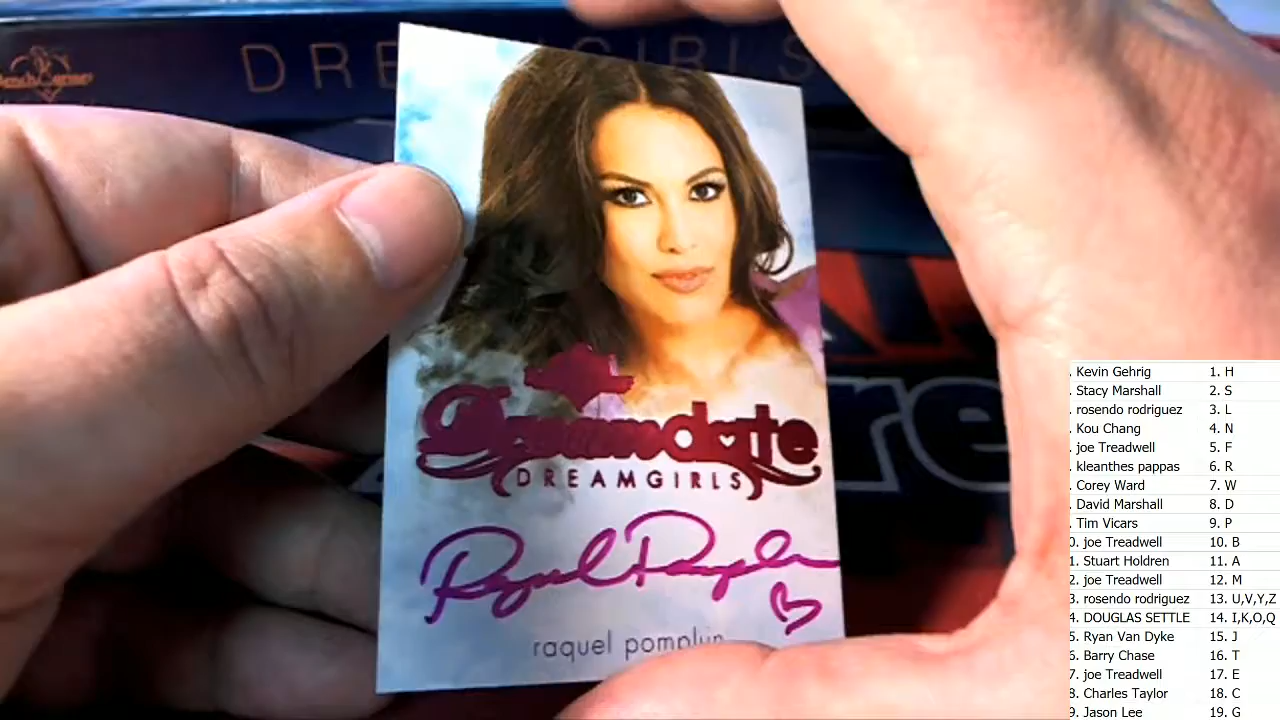 DREAMGIRLS
Dreamdate
DREAMGIRLS
Raquel Pomplun
raquel pomplun
Kevin Gehrig 1. H
Stacy Marshall 2. S
rosendo rodriguez 3. L
Kou Chang 4. N
joe Treadwell 5. F
kleanthes pappas 6. R
Corey Ward 7. W
David Marshall 8. D
Tim Vicars 9. P
joe Treadwell 10. B
Stuart Holdren 11. A
joe Treadwell 12. M
rosendo rodriguez 13. U,V,Y,Z
DOUGLAS SETTLE 14. I,K,O,Q
Ryan Van Dyke 15. J
Barry Chase 16. T
joe Treadwell 17. E
Charles Taylor 18. C
Jason Lee 19. G